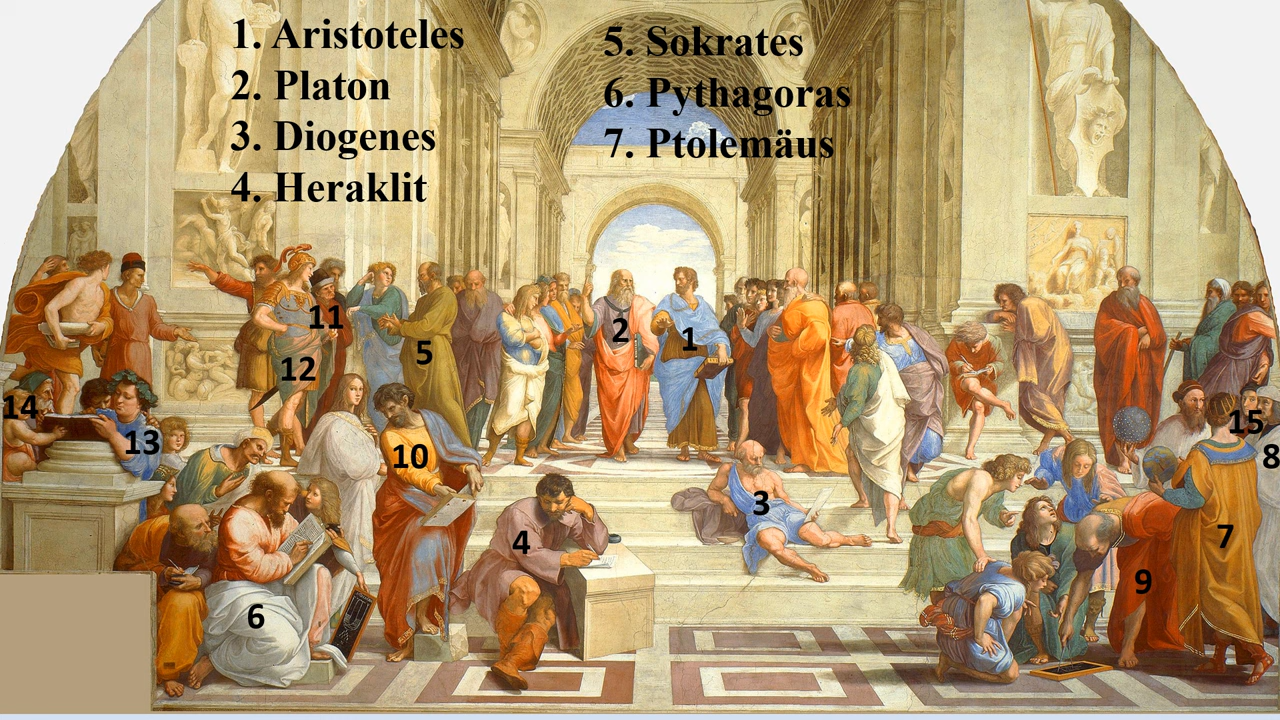 1. Aristoteles
2. Platon
3. Diogenes
4. Heraklit
5. Sokrates
6. Pythagoras
7. Ptolemäus
11
12
5
2
1
14
13
10
15
8
3
4
7
9
6